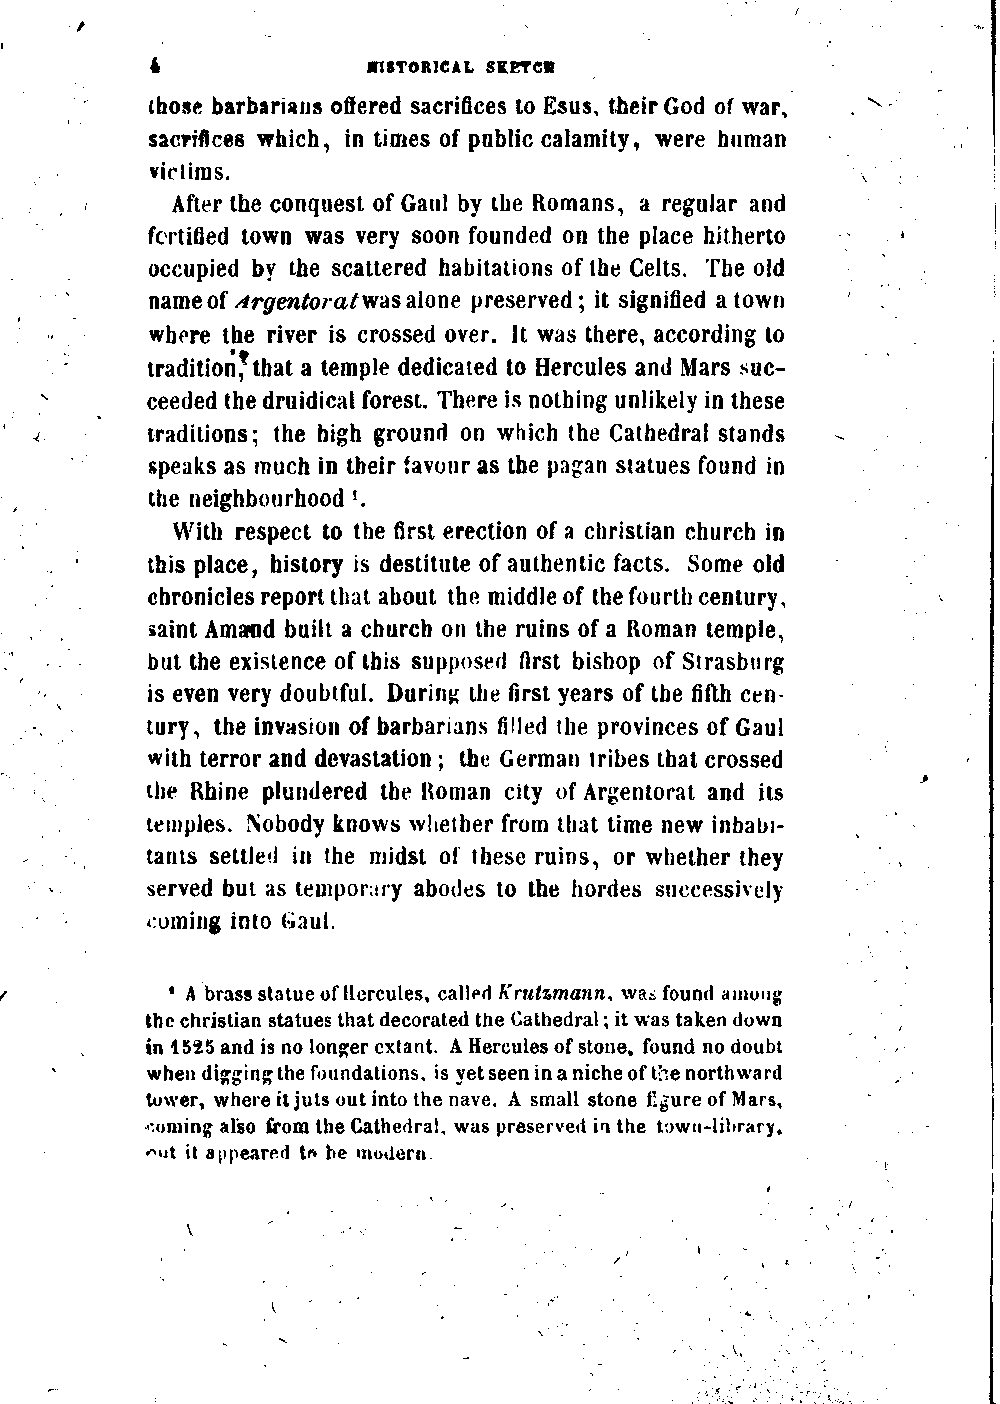 4 HISTORICAL SKETCH
those barbarians offered sacrifices to Esus, their God of war,
sacrifices which, in times of public calamity, were human
victims.
After the conquest of Gaul by the Romans, a regular and
fortified town was very soon founded on the place hitherto
occupied by the scattered habitations of the Celts. The old
name of Argentorat was alone preserved; it signified a town
where the river is crossed over. It was there, according to
tradition, that a temple dedicated to Hercules and Mars suc-
ceeded the druidical forest. There is nothing unlikely in these
traditions; the high ground on which the Cathedral stands
speaks as much in their favour as the pagan statues found in
the neighbourhood ¹.
With respect to the first erection of a christian church in
this place, history is destitute of authentic facts. Some old
chronicles report that about the middle of the fourth century,
saint Amand built a church on the ruins of a Roman temple,
but the existence of this supposed first bishop of Strasburg
is even very doubtful. During the first years of the fifth cen-
tury, the invasion of barbarians filled the provinces of Gaul
with terror and devastation; the German tribes that crossed
the Rhine plundered the Roman city of Argentorat and its
temples. Nobody knows whether from that time new inhabi-
tants settled in the midst of these ruins, or whether they
served but as temporary abodes to the hordes successively
coming into Gaul.
¹ A brass statue of Hercules, called Krutzmann, was found among
the christian statues that decorated the Cathedral; it was taken down
in 1525 and is no longer extant. A Hercules of stone, found no doubt
when digging the foundations, is yet seen in a niche of the northward
tower, where it juts out into the nave. A small stone figure of Mars,
coming also from the Cathedral, was preserved in the town-library,
but it appeared to be modern.